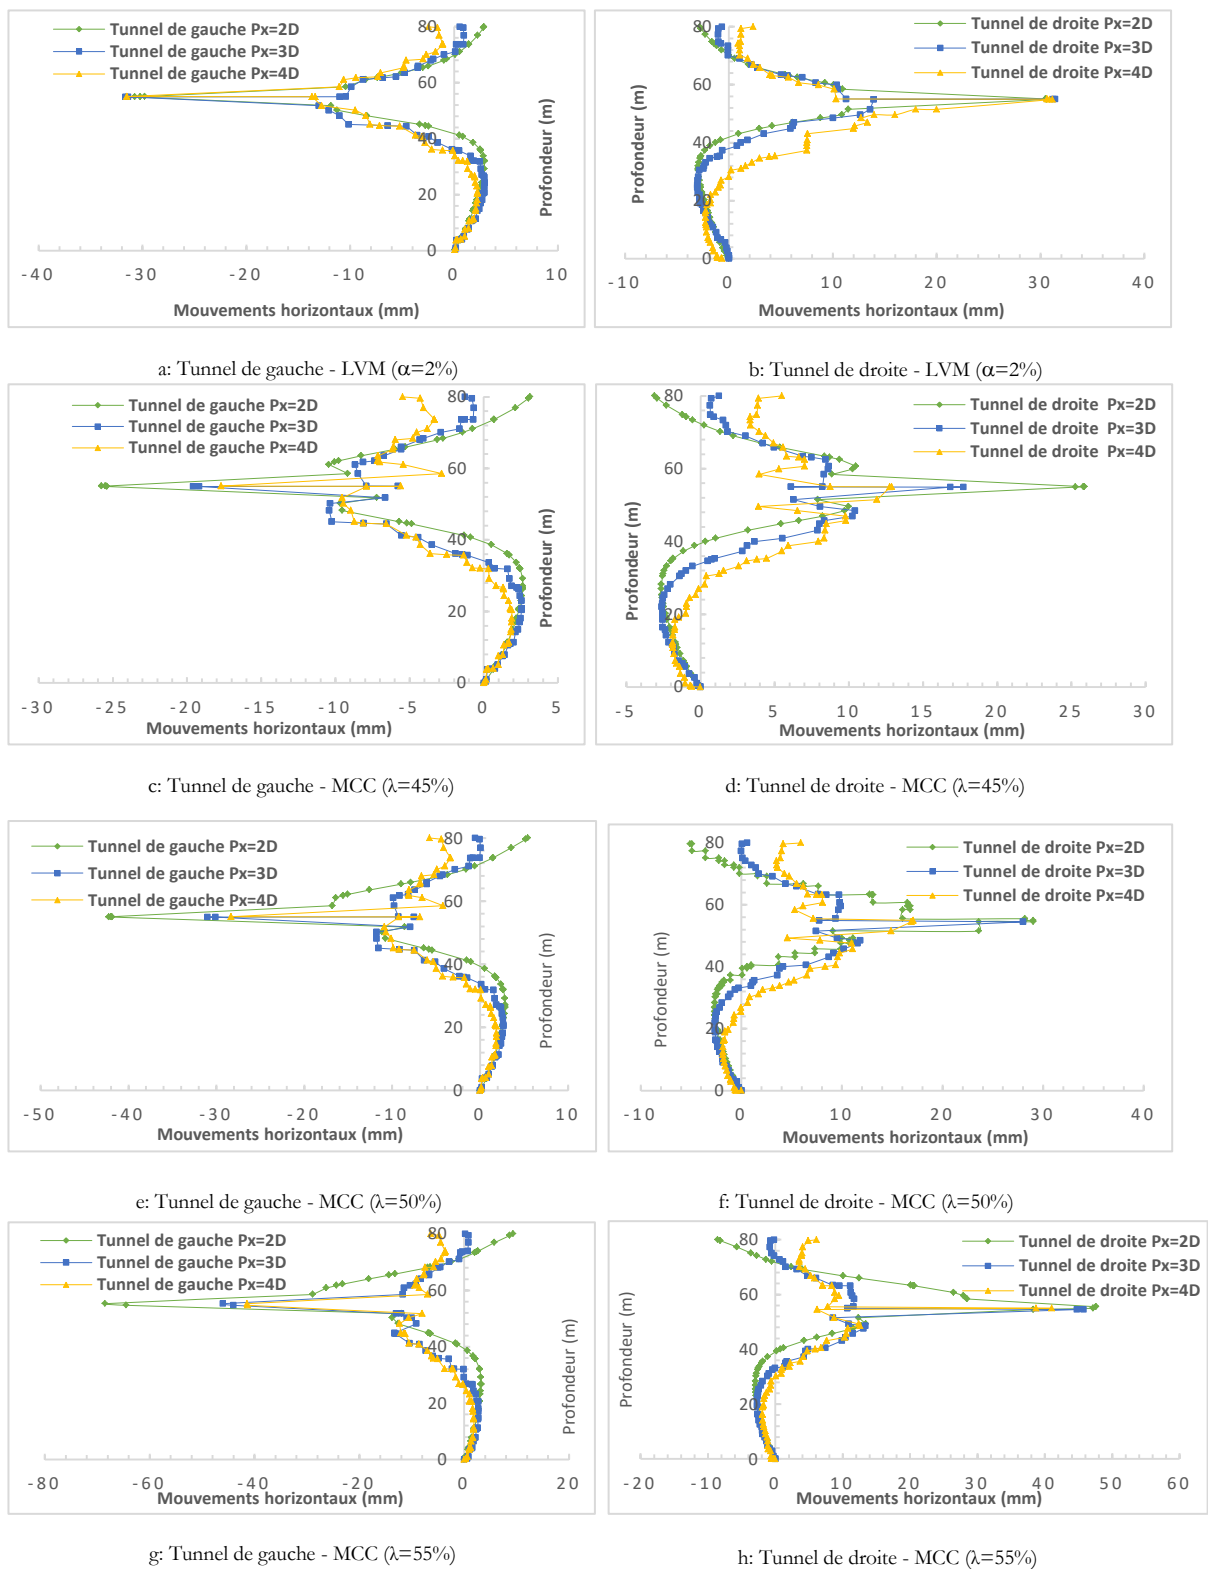 Tunnel de gauche Px=2D
Tunnel de gauche Px=3D
Tunnel de gauche Px=4D
80
60
40
20
0
-40 -30 -20 -10 0 10
Profondeur (m)
Mouvements horizontaux (mm)
a: Tunnel de gauche - LVM (α=2%)
Tunnel de droite Px=2D
Tunnel de droite Px=3D
Tunnel de droite Px=4D
80
60
40
20
0
-10 0 10 20 30 40
Profondeur (m)
Mouvements horizontaux (mm)
b: Tunnel de droite - LVM (α=2%)
Tunnel de gauche Px=2D
Tunnel de gauche Px=3D
Tunnel de gauche Px=4D
80
60
40
20
0
-30 -25 -20 -15 -10 -5 0 5
Profondeur (m)
Mouvements horizontaux (mm)
c: Tunnel de gauche - MCC (λ=45%)
Tunnel de droite Px=2D
Tunnel de droite Px=3D
Tunnel de droite Px=4D
80
60
40
20
0
-5 0 5 10 15 20 25 30
Profondeur (m)
Mouvements horizontaux (mm)
d: Tunnel de droite - MCC (λ=45%)
Tunnel de gauche Px=2D
Tunnel de gauche Px=3D
Tunnel de gauche Px=4D
80
60
40
20
0
-50 -40 -30 -20 -10 0 10
Profondeur (m)
Mouvements horizontaux (mm)
e: Tunnel de gauche - MCC (λ=50%)
Tunnel de droite Px=2D
Tunnel de droite Px=3D
Tunnel de droite Px=4D
80
60
40
20
0
-10 0 10 20 30 40
Profondeur (m)
Mouvements horizontaux (mm)
f: Tunnel de droite - MCC (λ=50%)
Tunnel de gauche Px=2D
Tunnel de gauche Px=3D
Tunnel de gauche Px=4D
80
60
40
20
0
-80 -60 -40 -20 0 20
Profondeur (m)
Mouvements horizontaux (mm)
g: Tunnel de gauche - MCC (λ=55%)
Tunnel de droite Px=2D
Tunnel de droite Px=3D
Tunnel de droite Px=4D
80
60
40
20
0
-20 -10 0 10 20 30 40 50 60
Profondeur (m)
Mouvements horizontaux (mm)
h: Tunnel de droite - MCC (λ=55%)